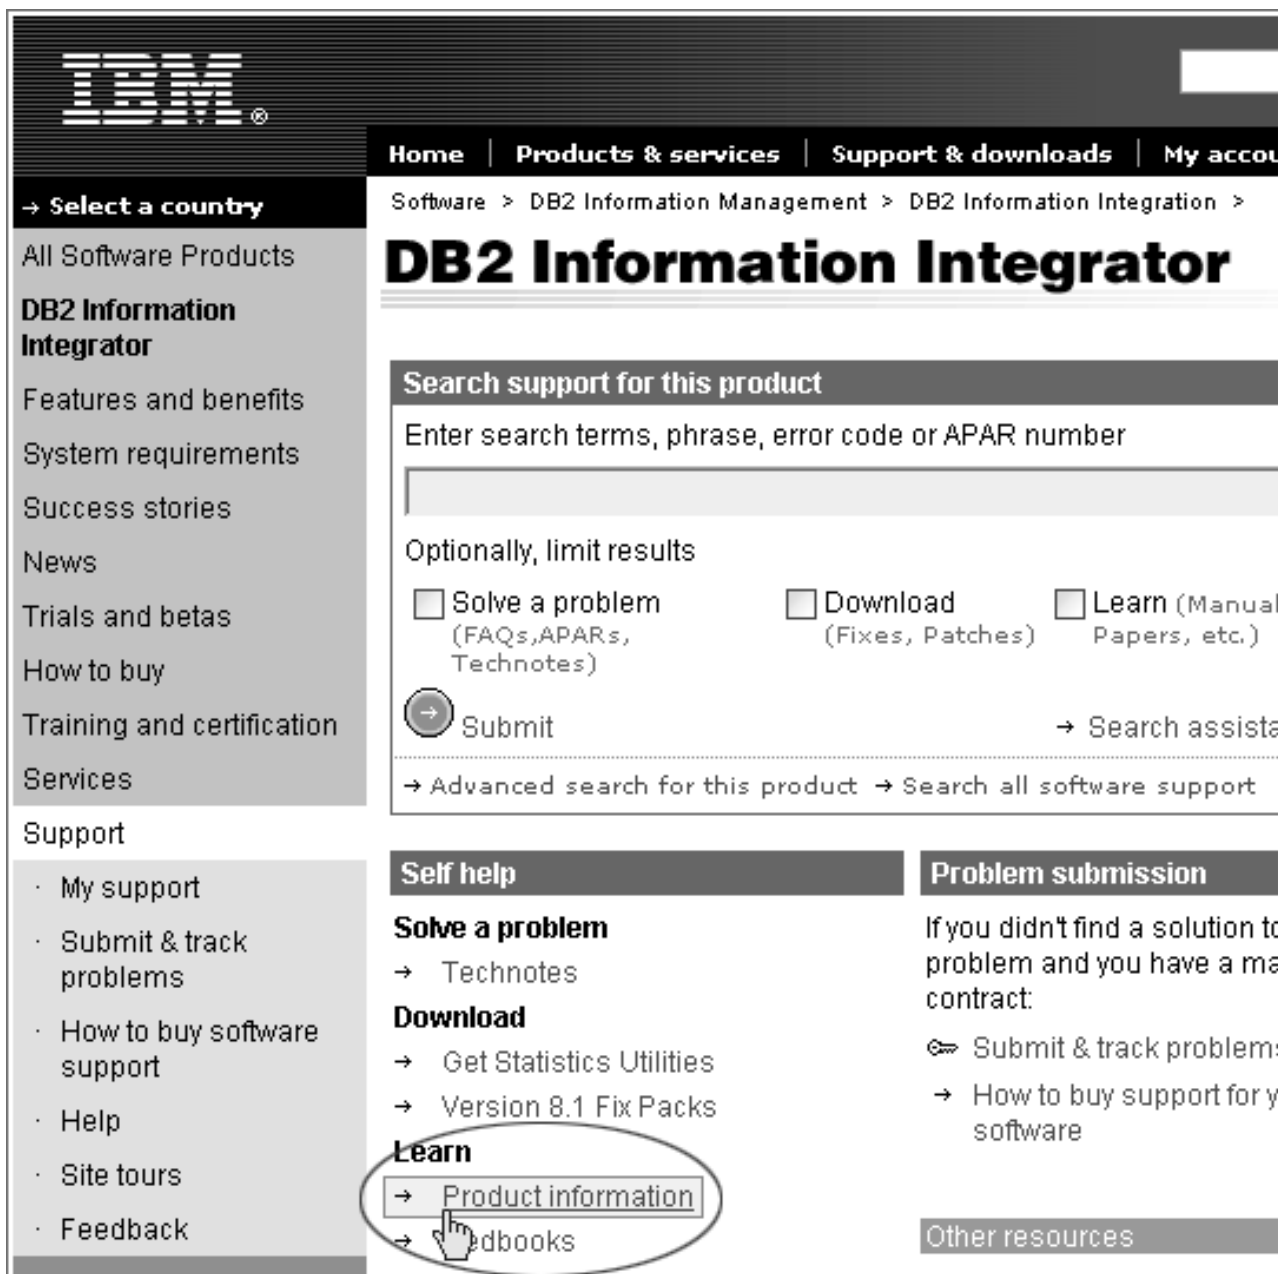 IBM®
Home | Products & services | Support & downloads | My accou
→ Select a country
Software > DB2 Information Management > DB2 Information Integration >
DB2 Information Integrator
All Software Products
DB2 Information
Integrator
Features and benefits
System requirements
Success stories
News
Trials and betas
How to buy
Training and certification
Services
Support
· My support
· Submit & track
problems
· How to buy software
support
· Help
· Site tours
· Feedback
Search support for this product
Enter search terms, phrase, error code or APAR number
Optionally, limit results
Solve a problem
(FAQs,APARs,
Technotes)
Download
(Fixes, Patches)
Learn (Manual
Papers, etc.)
→ Submit
→ Search assista
→ Advanced search for this product → Search all software support
Self help
Solve a problem
→ Technotes
Download
→ Get Statistics Utilities
→ Version 8.1 Fix Packs
Learn
→ Product information
→ edbooks
Problem submission
If you didn't find a solution to
problem and you have a ma
contract:
Submit & track problems
→ How to buy support for y
software
Other resources